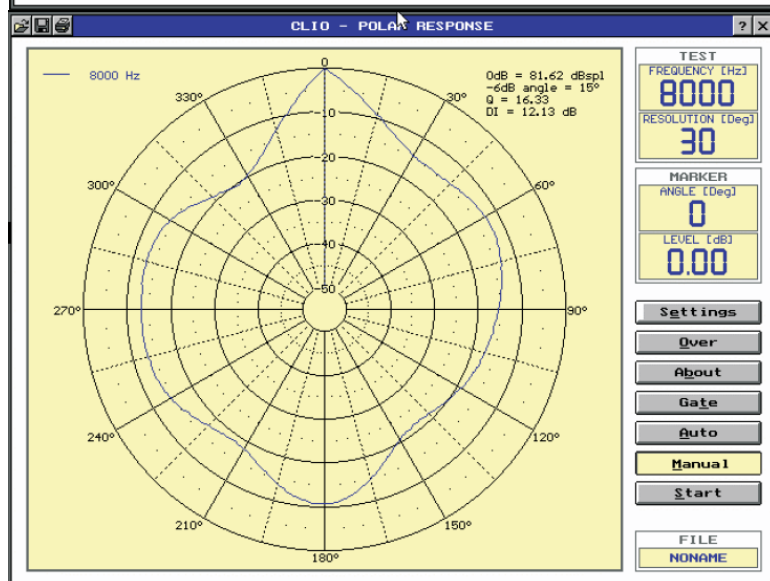 CLIO - POLAR RESPONSE
? X
8000 Hz
0dB = 81.62 dBspl
-6dB angle = 15°
Q = 16.33
DI = 12.13 dB
0
30°
60°
90°
120°
150°
180°
210°
240°
270°
300°
330°
-10
-20
-30
-40
-50
TEST
FREQUENCY [Hz]
8000
RESOLUTION [Deg]
30
MARKER
ANGLE [Deg]
0
LEVEL [dB]
0.00
Settings
Over
About
Gate
Auto
Manual
Start
FILE
NONAME